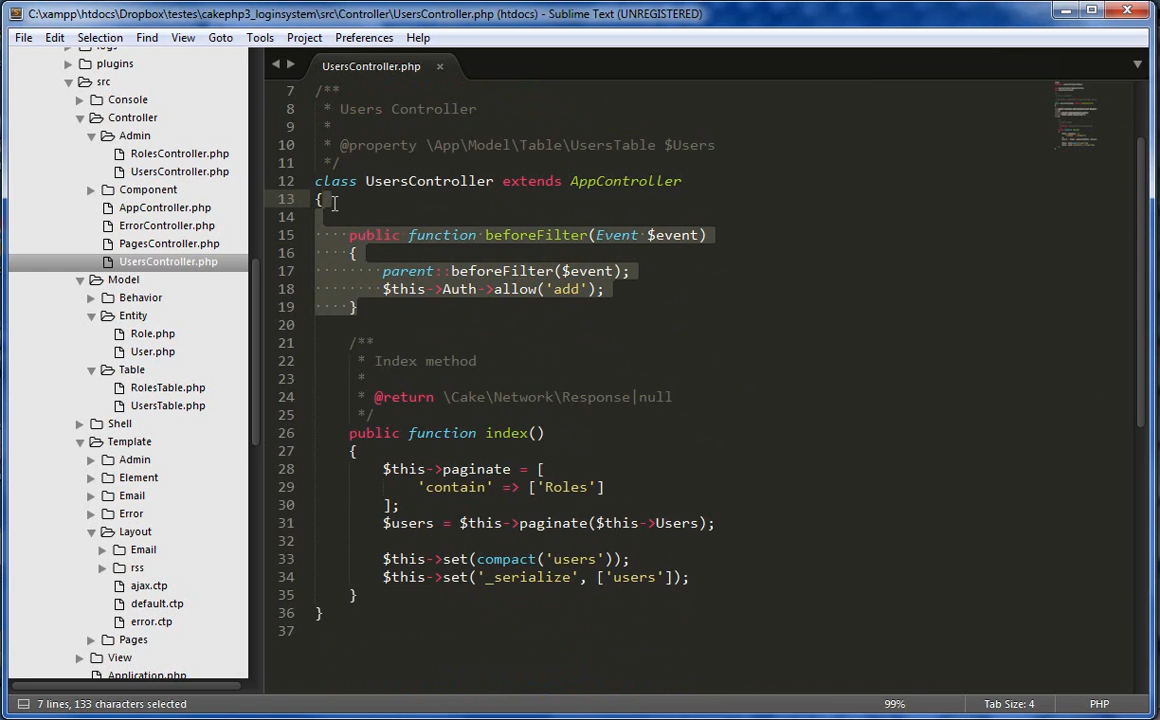 C:\xampp\htdocs\Dropbox\testes\cakephp3_loginsystem\src\Controller\UsersController.php (htdocs) - Sublime Text (UNREGISTERED)
File Edit Selection Find View Goto Tools Project Preferences Help
logs
plugins
src
Console
Controller
Admin
RolesController.php
UsersController.php
Component
AppController.php
ErrorController.php
PagesController.php
UsersController.php
Model
Behavior
Entity
Role.php
User.php
Table
RolesTable.php
UsersTable.php
Shell
Template
Admin
Element
Email
Error
Layout
Email
rss
ajax.ctp
default.ctp
error.ctp
Pages
View
Application.php
UsersController.php ×
7 /**
8 * Users Controller
9 *
10 * @property \App\Model\Table\UsersTable $Users
11 */
12 class UsersController extends AppController
13 {
14
15 public function beforeFilter(Event $event)
16 {
17 parent::beforeFilter($event);
18 $this->Auth->allow('add');
19 }
20
21 /**
22 * Index method
23 *
24 * @return \Cake\Network\Response|null
25 */
26 public function index()
27 {
28 $this->paginate = [
29 'contain' => ['Roles']
30 ];
31 $users = $this->paginate($this->Users);
32
33 $this->set(compact('users'));
34 $this->set('_serialize', ['users']);
35 }
36 }
37
7 lines, 133 characters selected 99% Tab Size: 4 PHP